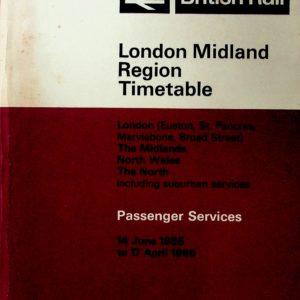 British Rail
London Midland
Region
Timetable
London (Euston, St. Pancras,
Marylebone, Broad Street)
The Midlands
North Wales
The North
including suburban services
Passenger Services
14 June 1965
to 17 April 1966